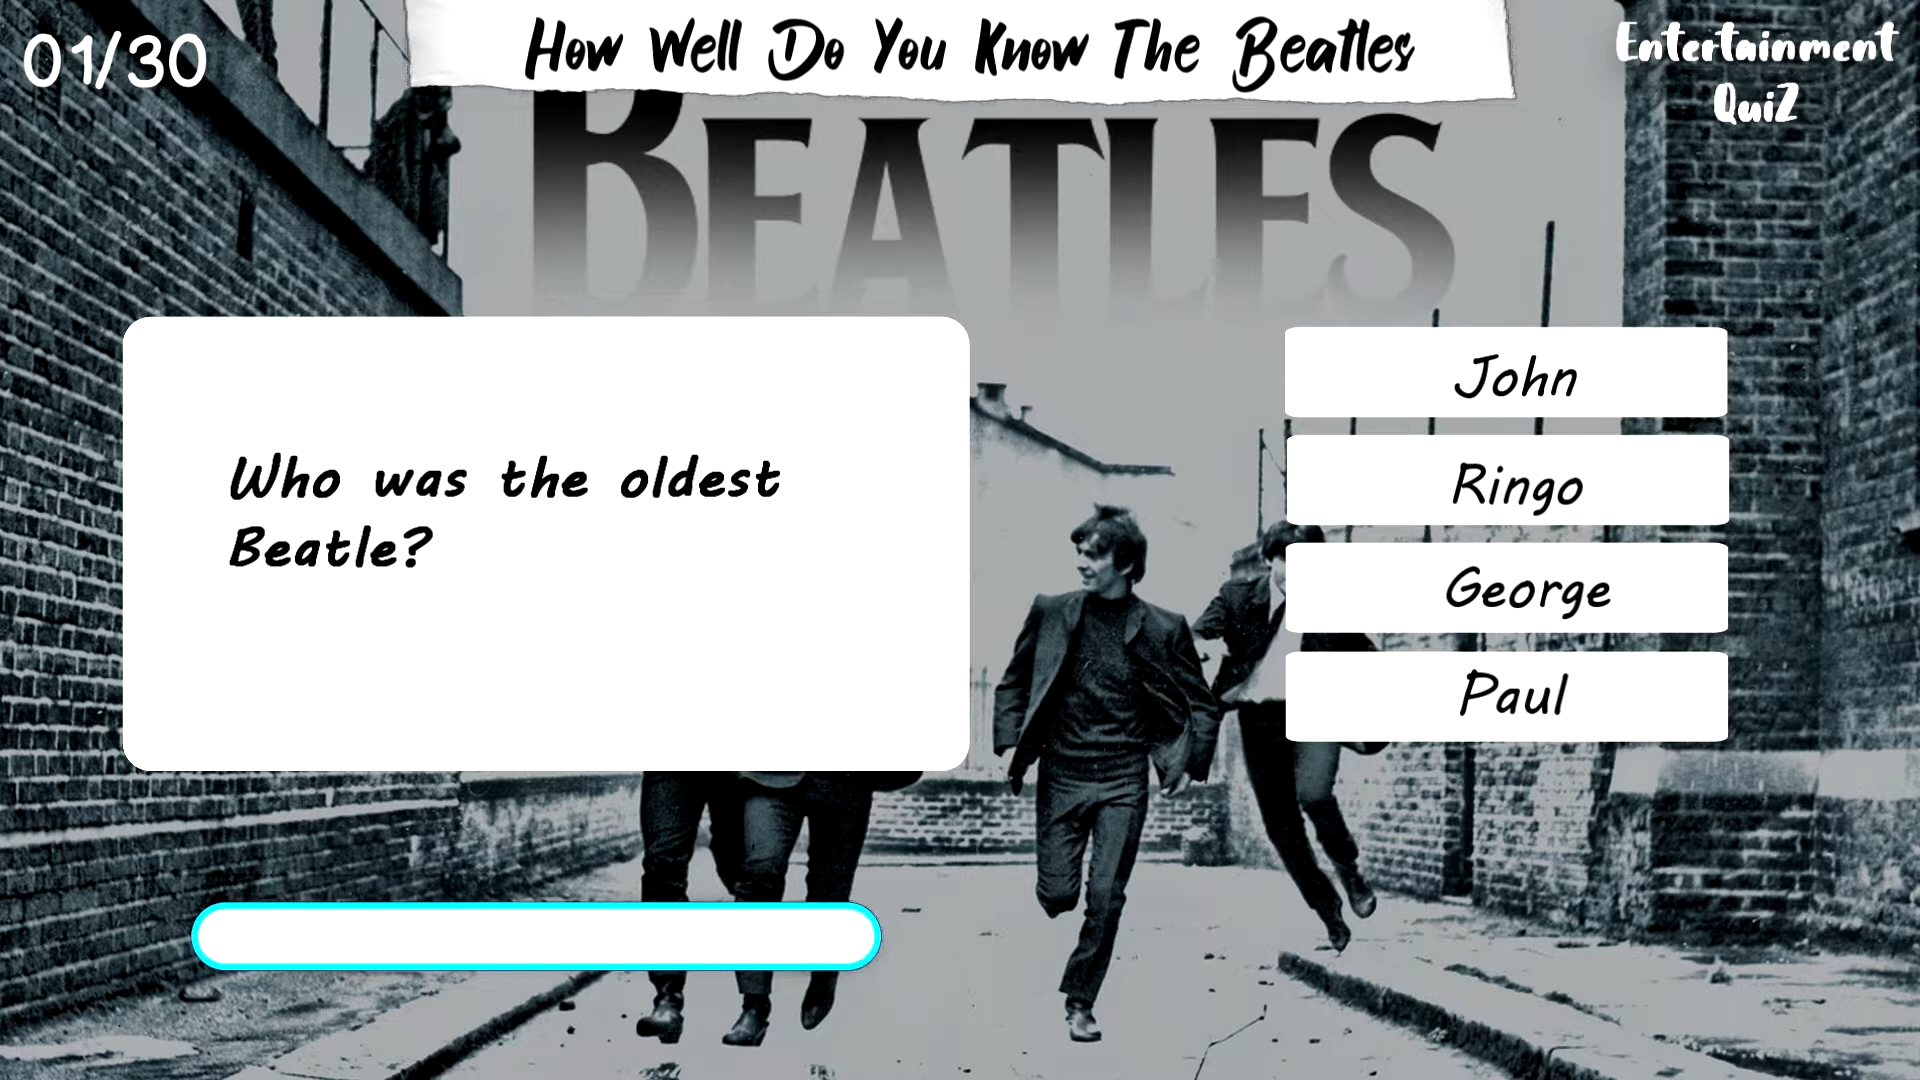 01/30
How Well Do You Know The Beatles
Entertainment
QuiZ
BEATLES
Who was the oldest
Beatle?
John
Ringo
George
Paul